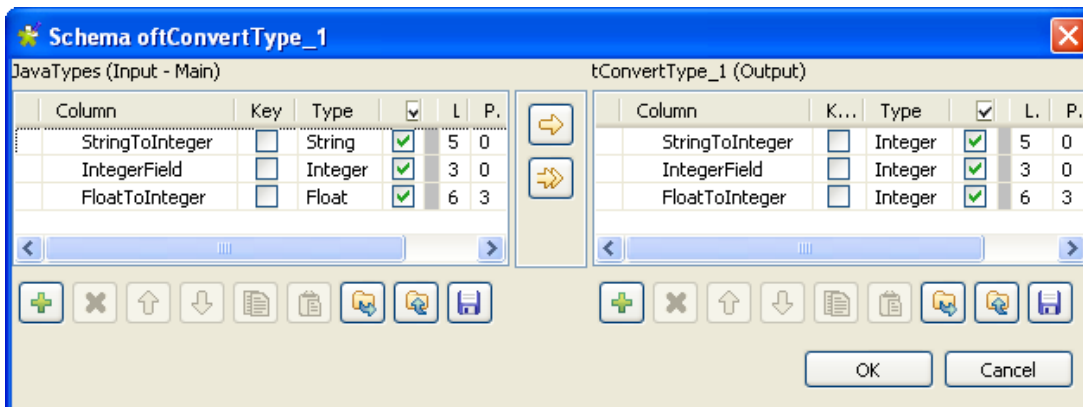 Schema oftConvertType_1
JavaTypes (Input - Main)
tConvertType_1 (Output)
Column Key Type L P.
StringToInteger String 5 0
IntegerField Integer 3 0
FloatToInteger Float 6 3
Column K... Type L. P.
StringToInteger Integer 5 0
IntegerField Integer 3 0
FloatToInteger Integer 6 3
OK Cancel